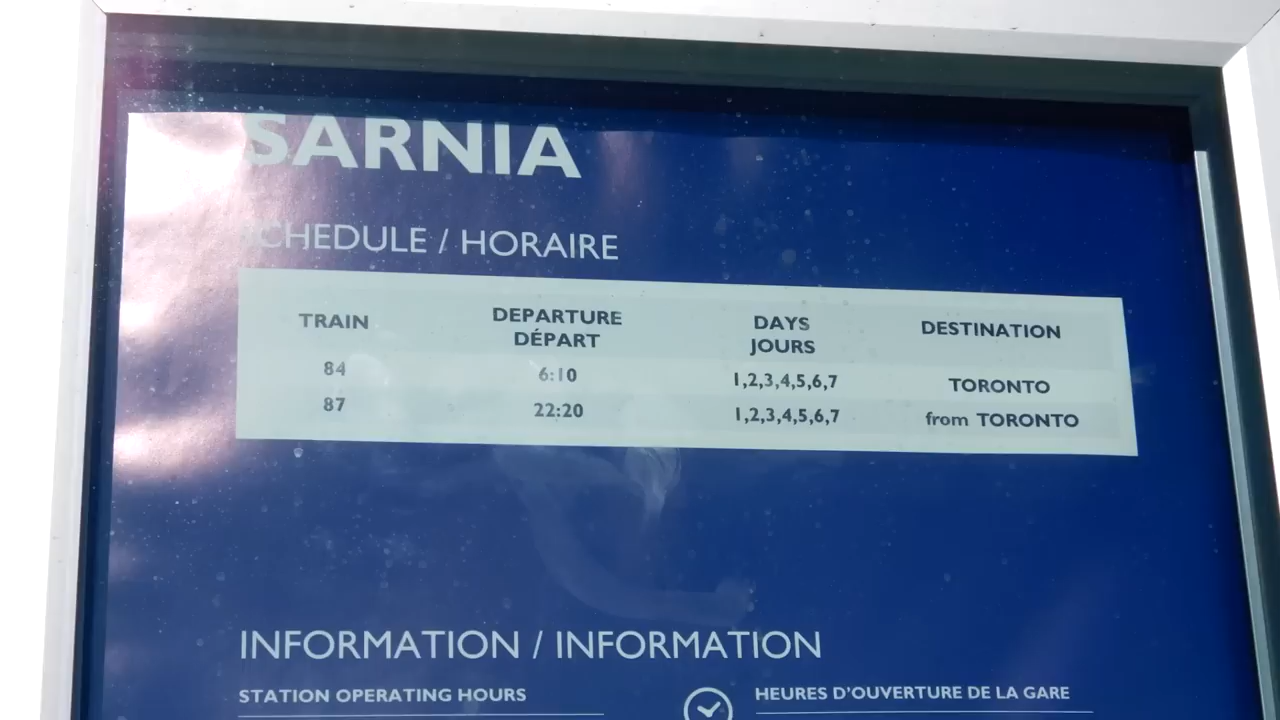 SARNIA
SCHEDULE / HORAIRE
TRAIN DEPARTURE DÉPART DAYS JOURS DESTINATION
84 6:10 1,2,3,4,5,6,7 TORONTO
87 22:20 1,2,3,4,5,6,7 from TORONTO
INFORMATION / INFORMATION
STATION OPERATING HOURS HEURES D'OUVERTURE DE LA GARE